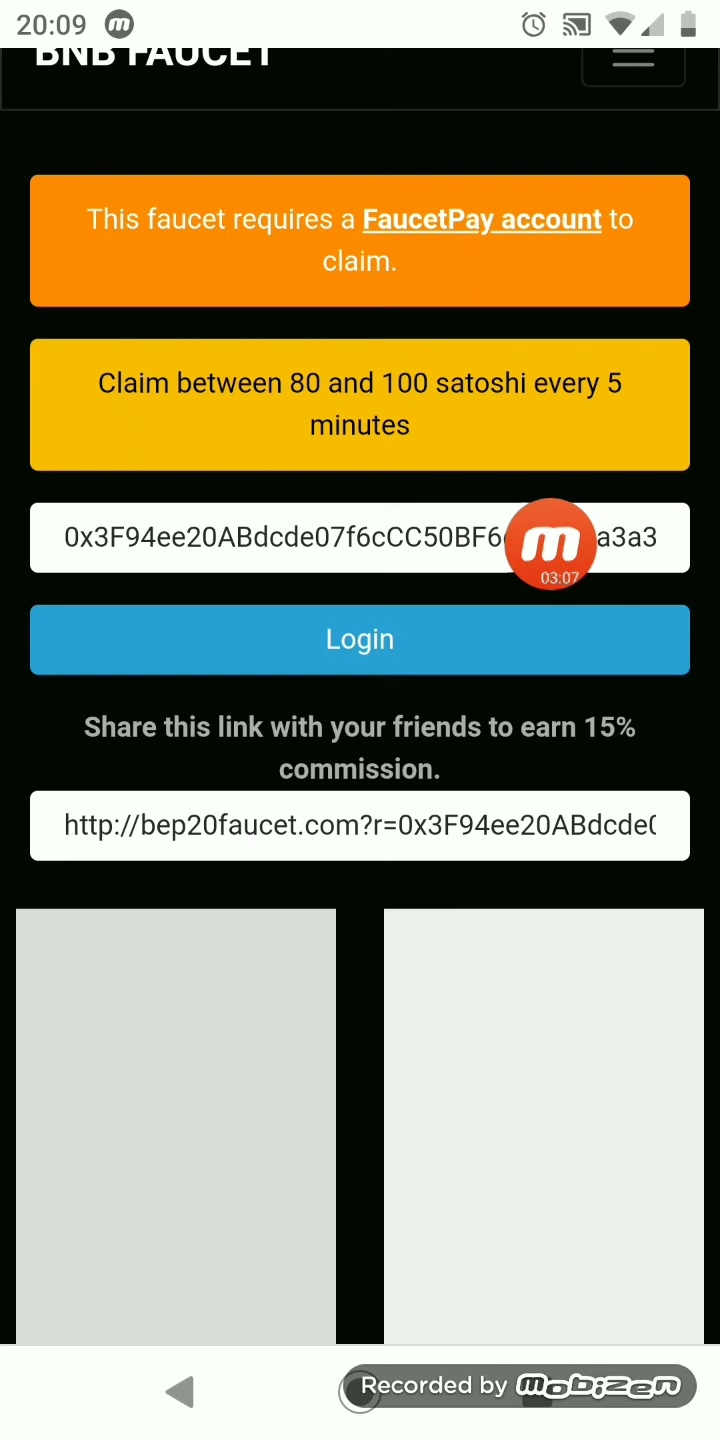 20:09
BNB FAUCET
This faucet requires a FaucetPay account to
claim.
Claim between 80 and 100 satoshi every 5
minutes
0x3F94ee20ABdcde07f6cCC50BF6 a3a3
03:07
Login
Share this link with your friends to earn 15%
commission.
http://bep20faucet.com?r=0x3F94ee20ABdcde
Recorded by mobizen